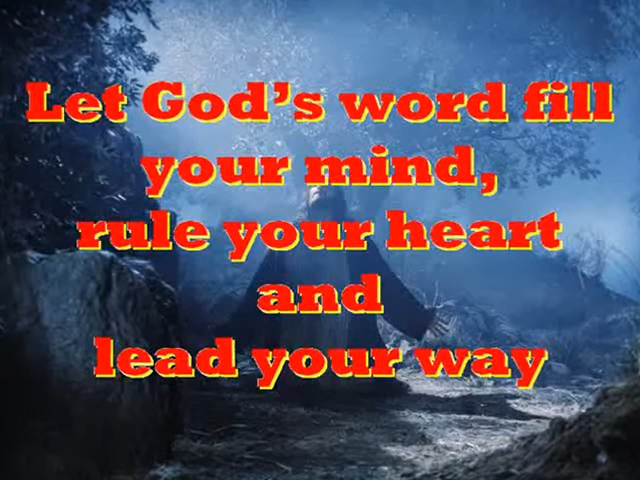 Let God's word fill
your mind,
rule your heart
and
lead your way